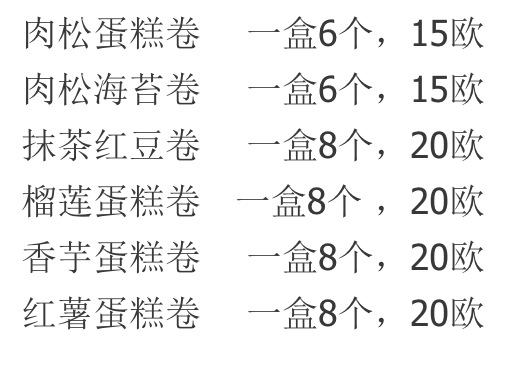 肉松蛋糕卷 一盒6个，15欧
肉松海苔卷 一盒6个，15欧
抹茶红豆卷 一盒8个，20欧
榴莲蛋糕卷 一盒8个 ，20欧
香芋蛋糕卷 一盒8个，20欧
红薯蛋糕卷 一盒8个，20欧